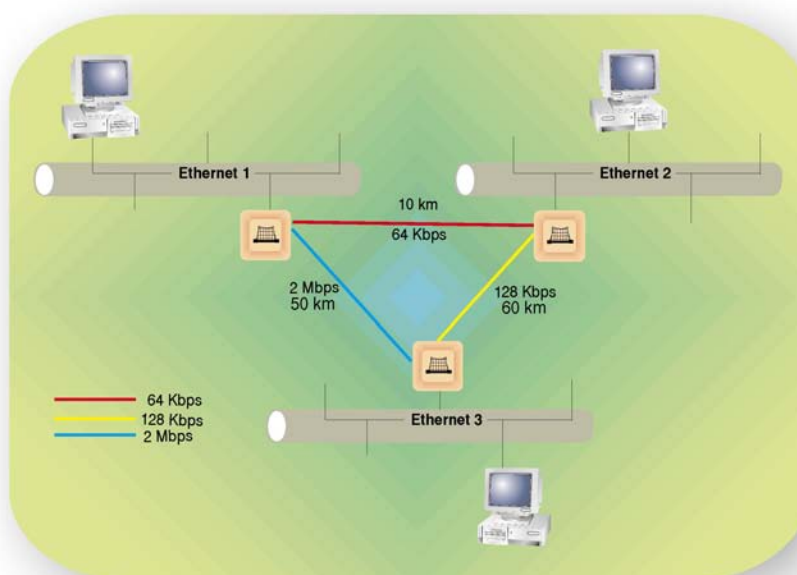 Ethernet 1
Ethernet 2
10 km
64 Kbps
2 Mbps
50 km
128 Kbps
60 km
64 Kbps
128 Kbps
2 Mbps
Ethernet 3